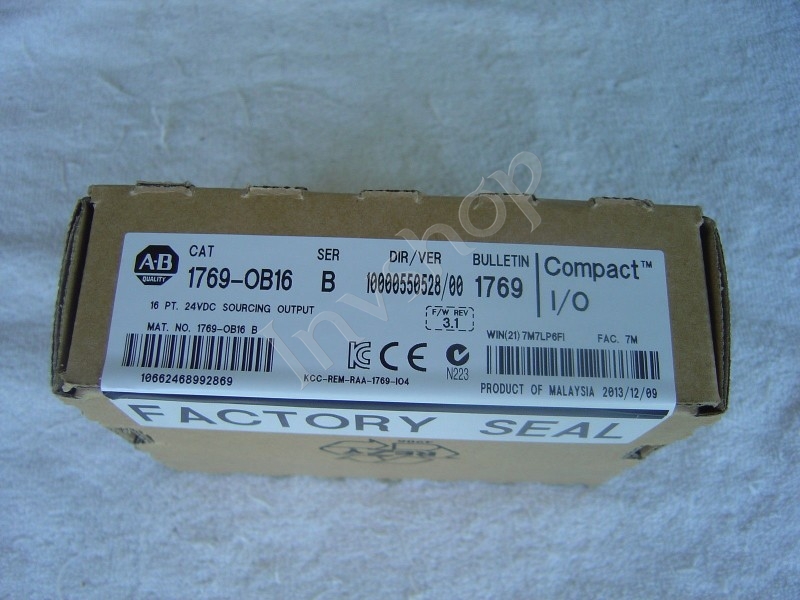 A-B
QUALITY
CAT
1769-OB16
SER
B
DIR/VER
10000550528/00
BULLETIN
1769
Compact™
I/O
16 PT. 24VDC SOURCING OUTPUT
F/W REV
3.1
MAT. NO. 1769-OB16 B
WIN(21) 7M7LP6FI
FAC. 7M
10662468992869
KCC-REM-RAA-1769-IO4
CE
N223
PRODUCT OF MALAYSIA 2013/12/09
FACTORY SEAL
Invshop